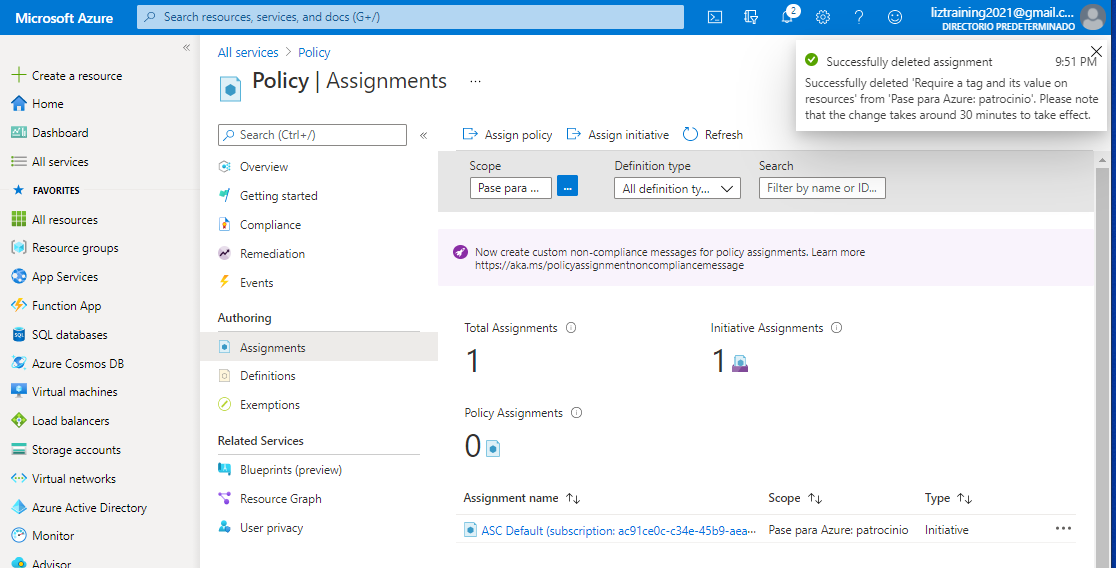 Microsoft Azure
Search resources, services, and docs (G+/)
2
liztraining2021@gmail.c...
DIRECTORIO PREDETERMINADO
«
Create a resource
Home
Dashboard
All services
FAVORITES
All resources
Resource groups
App Services
Function App
SQL databases
Azure Cosmos DB
Virtual machines
Load balancers
Storage accounts
Virtual networks
Azure Active Directory
Monitor
Advisor
All services > Policy
Policy | Assignments ...
Search (Ctrl+/)
«
Overview
Getting started
Compliance
Remediation
Events
Authoring
Assignments
Definitions
Exemptions
Related Services
Blueprints (preview)
Resource Graph
User privacy
Successfully deleted assignment 9:51 PM
Successfully deleted 'Require a tag and its value on
resources' from 'Pase para Azure: patrocinio'. Please note
that the change takes around 30 minutes to take effect.
Assign policy Assign initiative Refresh
Scope Definition type Search
Pase para ... ... All definition ty... Filter by name or ID...
Now create custom non-compliance messages for policy assignments. Learn more
https://aka.ms/policyassignmentnoncompliancemessage
Total Assignments Initiative Assignments
1 1
Policy Assignments
0
Assignment name ↑↓ Scope ↑↓ Type ↑↓
ASC Default (subscription: ac91ce0c-c34e-45b9-aea... Pase para Azure: patrocinio Initiative ...